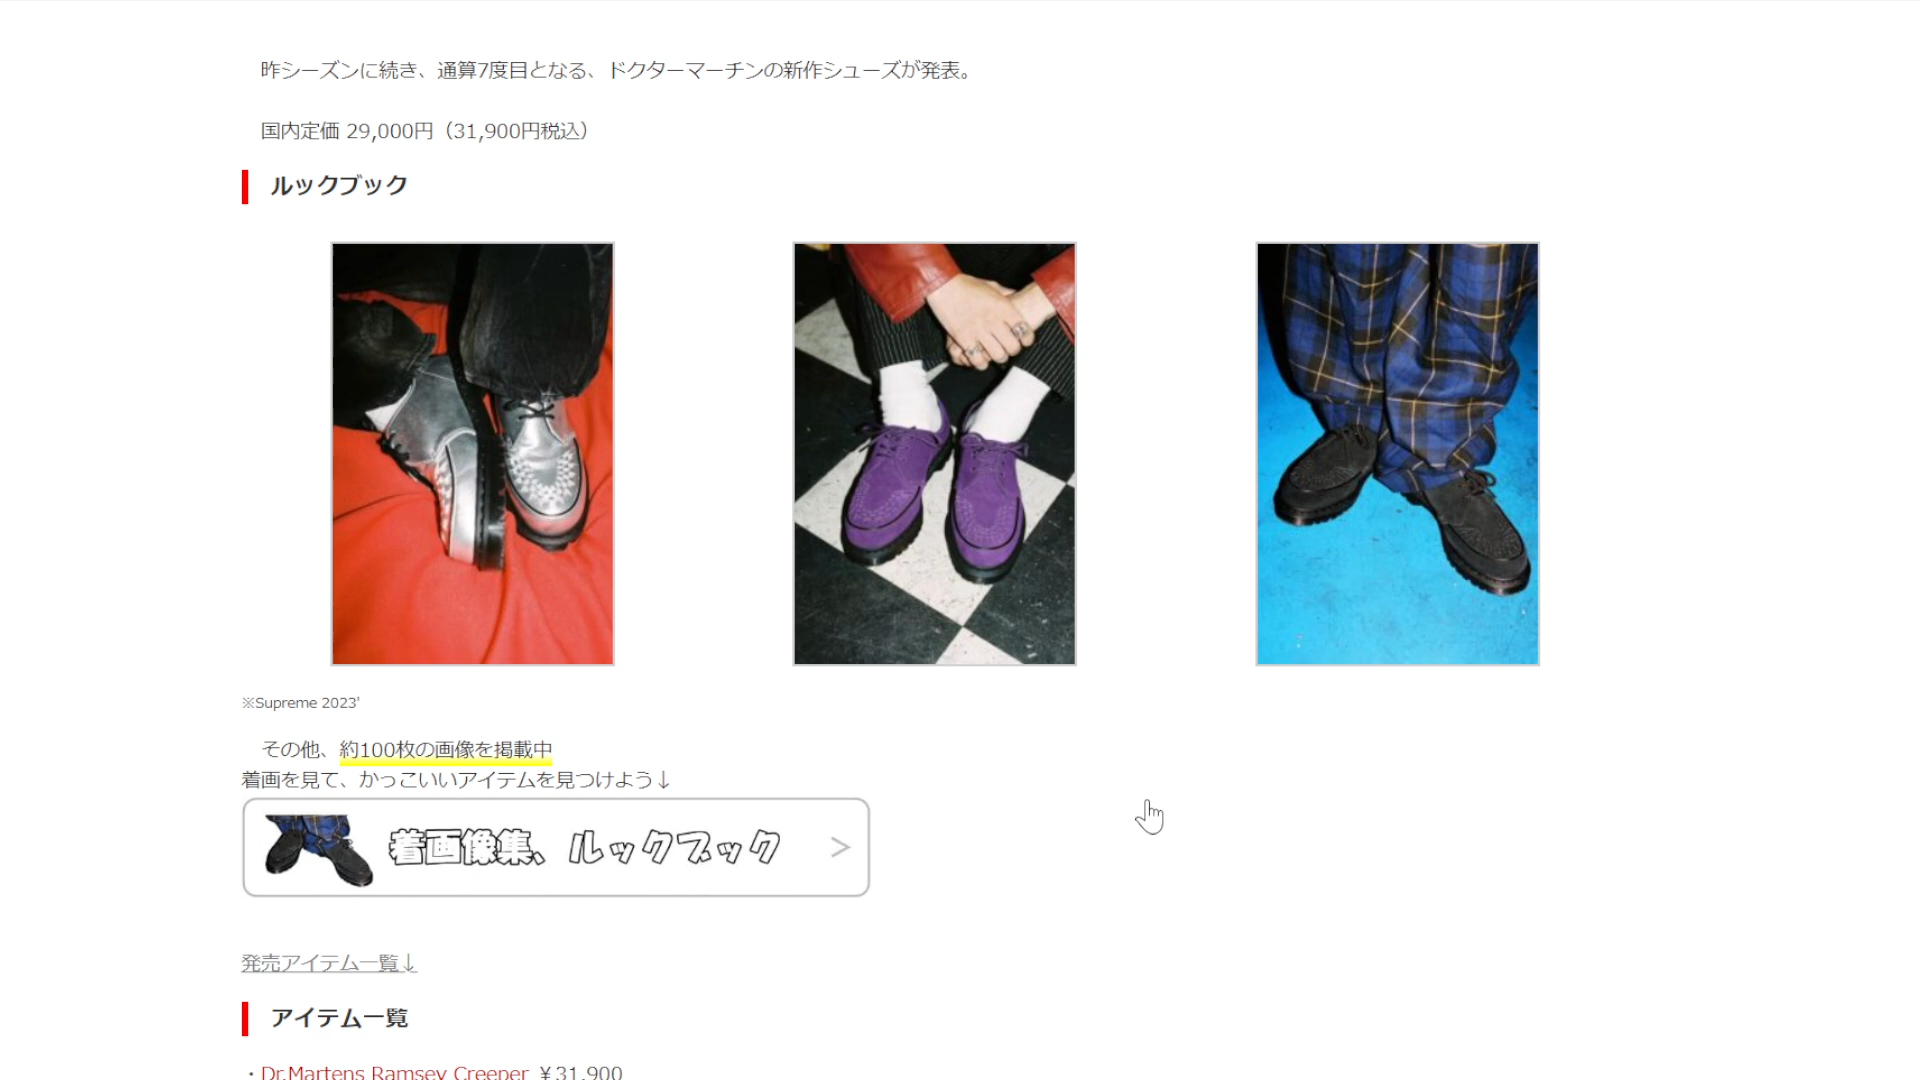 昨シーズンに続き、通算7度目となる、ドクターマーチンの新作シューズが発表。
国内定価 29,000円（31,900円税込）
ルックブック
※Supreme 2023'
その他、約100枚の画像を掲載中
着画を見て、かっこいいアイテムを見つけよう↓
着画像集、ルックブック >
発売アイテム一覧↓
アイテム一覧
・Dr.Martens Ramsey Creeper ￥31,900